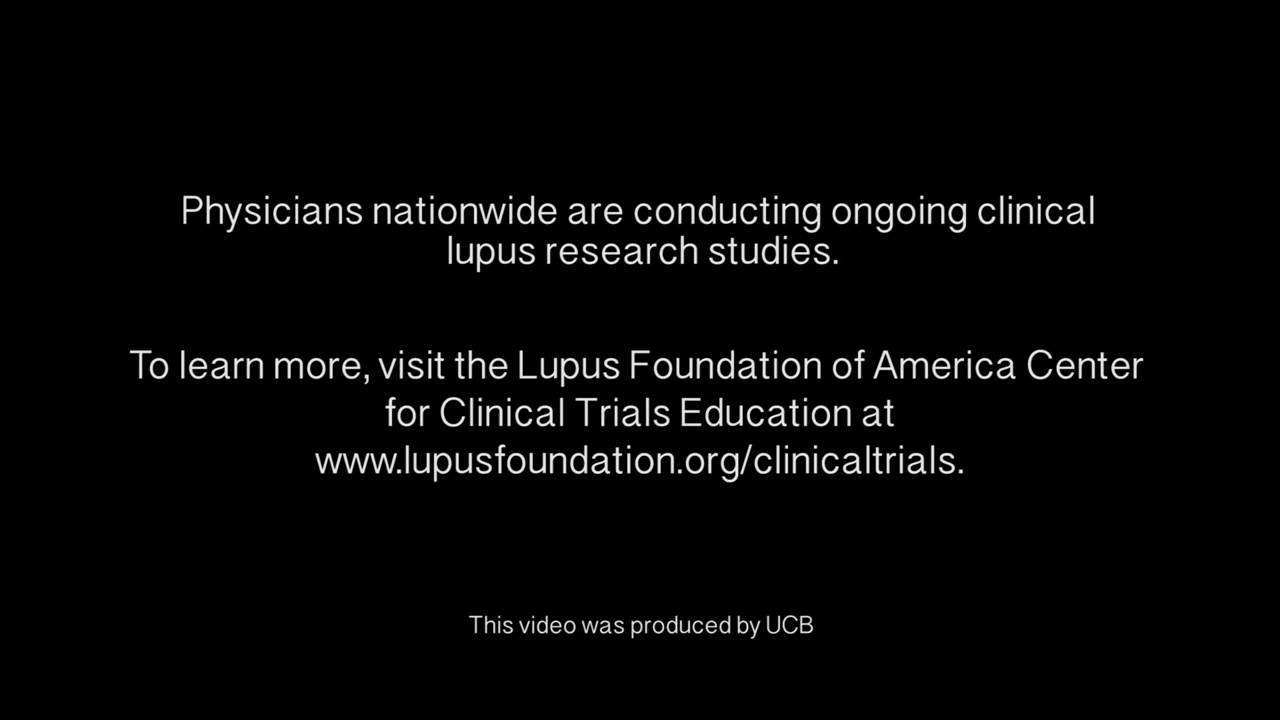 Physicians nationwide are conducting ongoing clinical
lupus research studies.
To learn more, visit the Lupus Foundation of America Center
for Clinical Trials Education at
www.lupusfoundation.org/clinicaltrials.
This video was produced by UCB